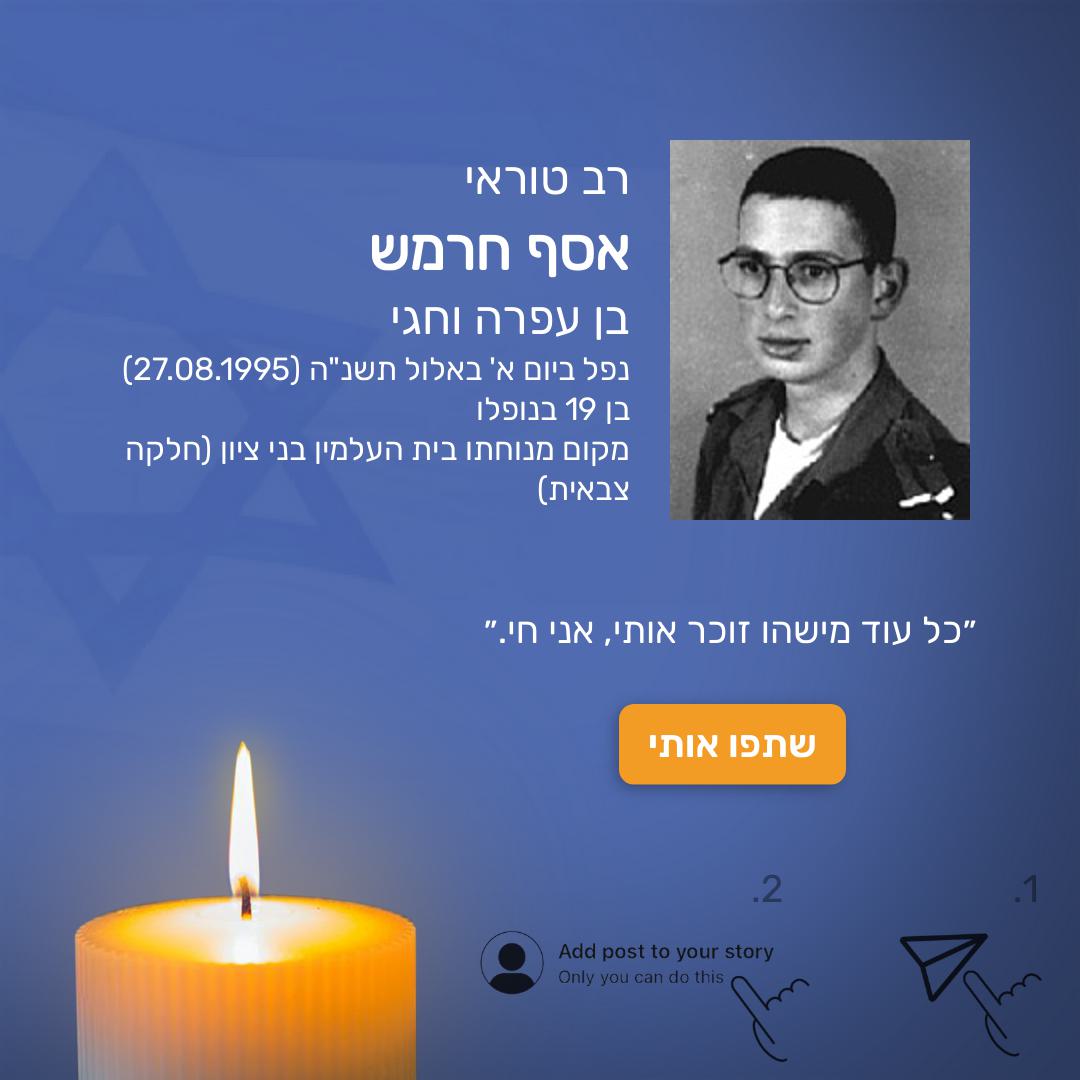 רב טוראי
אסף חרמש
בן עפרה וחגי
נפל ביום א' באלול תשנ"ה (27.08.1995)
בן 19 בנופלו
מקום מנוחתו בית העלמין בני ציון (חלקה
צבאית)
״כל עוד מישהו זוכר אותי, אני חי.״
שתפו אותי
1.
2.
Add post to your story
Only you can do this